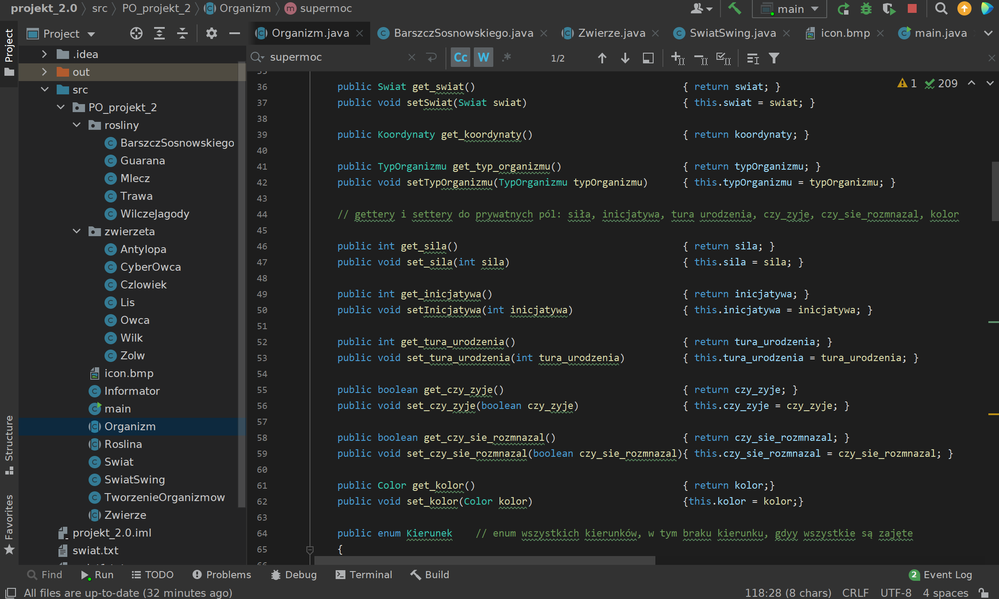 projekt_2.0 src PO_projekt_2 Organizm supermoc main
Project
Project
Organizm.java BarszczSosnowskiego.java Zwierze.java SwiatSwing.java icon.bmp main.java
supermoc Cc W .* 1/2
1 209
.idea
out
src
PO_projekt_2
rosliny
BarszczSosnowskiego
Guarana
Mlecz
Trawa
WilczeJagody
zwierzeta
Antylopa
CyberOwca
Czlowiek
Lis
Owca
Wilk
Zolw
icon.bmp
Informator
main
Organizm
Roslina
Swiat
SwiatSwing
TworzenieOrganizmow
Zwierze
projekt_2.0.iml
swiat.txt
Structure
Favorites
36 public Swiat get_swiat() { return swiat; }
37 public void setSwiat(Swiat swiat) { this.swiat = swiat; }
38
39 public Koordynaty get_koordynaty() { return koordynaty; }
40
41 public TypOrganizmu get_typ_organizmu() { return typOrganizmu; }
42 public void setTypOrganizmu(TypOrganizmu typOrganizmu) { this.typOrganizmu = typOrganizmu; }
43
44 // gettery i settery do prywatnych pól: siła, inicjatywa, tura urodzenia, czy_zyje, czy_sie_rozmnazal, kolor
45
46 public int get_sila() { return sila; }
47 public void set_sila(int sila) { this.sila = sila; }
48
49 public int get_inicjatywa() { return inicjatywa; }
50 public void setInicjatywa(int inicjatywa) { this.inicjatywa = inicjatywa; }
51
52 public int get_tura_urodzenia() { return tura_urodzenia; }
53 public void set_tura_urodzenia(int tura_urodzenia) { this.tura_urodzenia = tura_urodzenia; }
54
55 public boolean get_czy_zyje() { return czy_zyje; }
56 public void set_czy_zyje(boolean czy_zyje) { this.czy_zyje = czy_zyje; }
57
58 public boolean get_czy_sie_rozmnazal() { return czy_sie_rozmnazal; }
59 public void set_czy_sie_rozmnazal(boolean czy_sie_rozmnazal){ this.czy_sie_rozmnazal = czy_sie_rozmnazal; }
60
61 public Color get_kolor() { return kolor;}
62 public void set_kolor(Color kolor) {this.kolor = kolor;}
63
64 public enum Kierunek // enum wszystkich kierunków, w tym braku kierunku, gdyy wszystkie są zajęte
65 {
Find Run TODO Problems Debug Terminal Build 2 Event Log
All files are up-to-date (32 minutes ago) 118:28 (8 chars) CRLF UTF-8 4 spaces